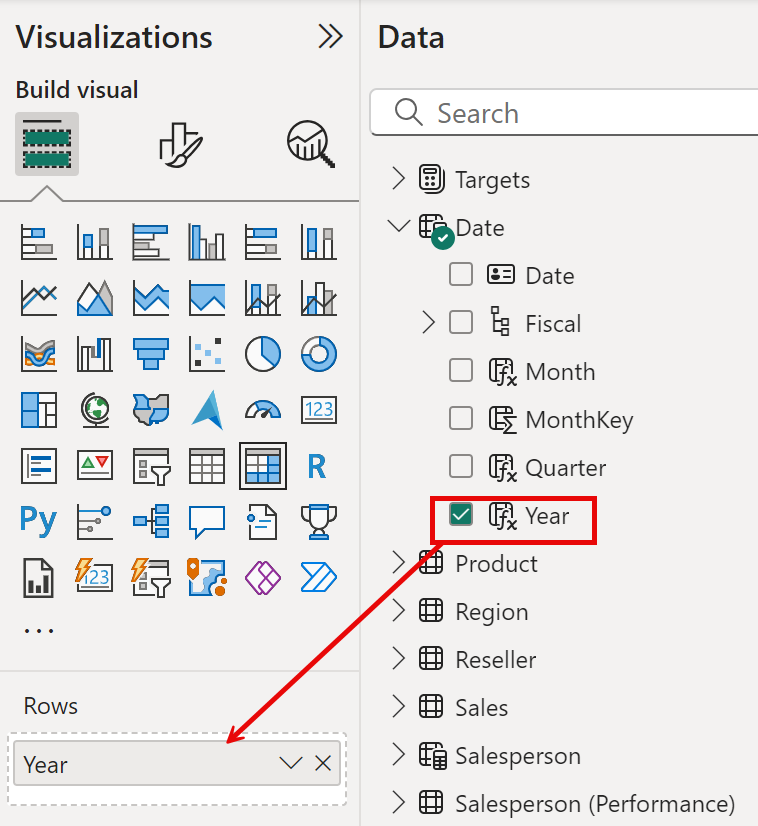 Visualizations
Build visual
123
R
Py
123
...
Rows
Year
Data
Search
Targets
Date
Date
Fiscal
Month
MonthKey
Quarter
Year
Product
Region
Reseller
Sales
Salesperson
Salesperson (Performance)